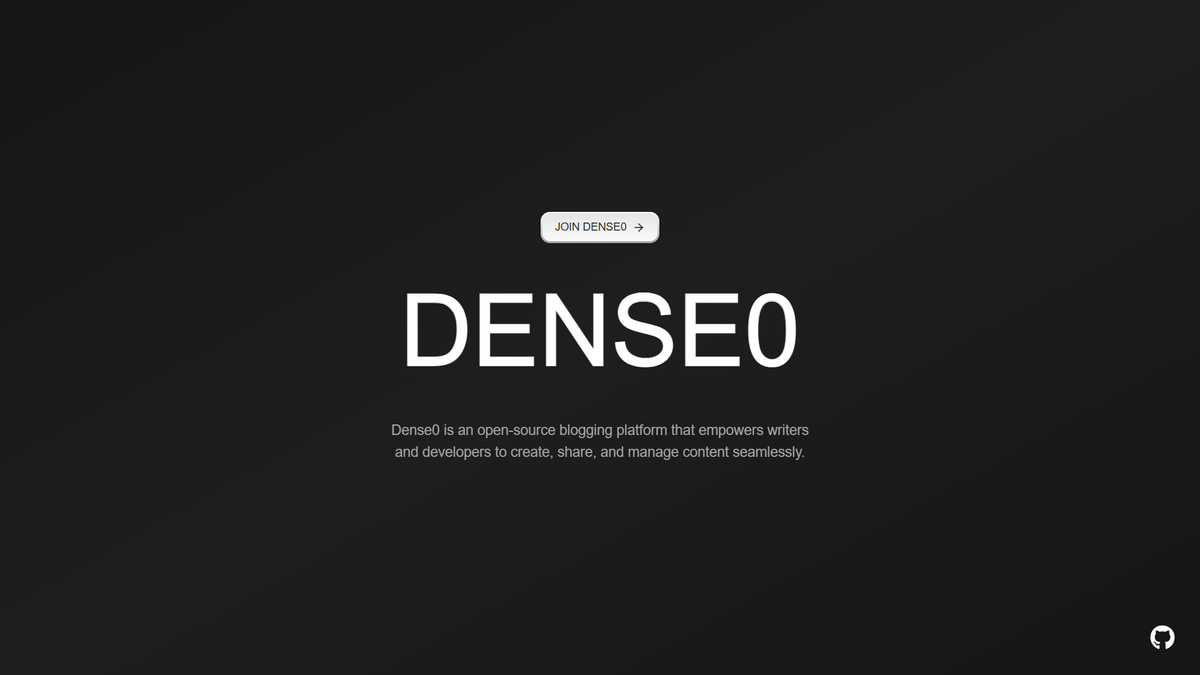 JOIN DENSE0 →
DENSE0
Dense0 is an open-source blogging platform that empowers writers
and developers to create, share, and manage content seamlessly.